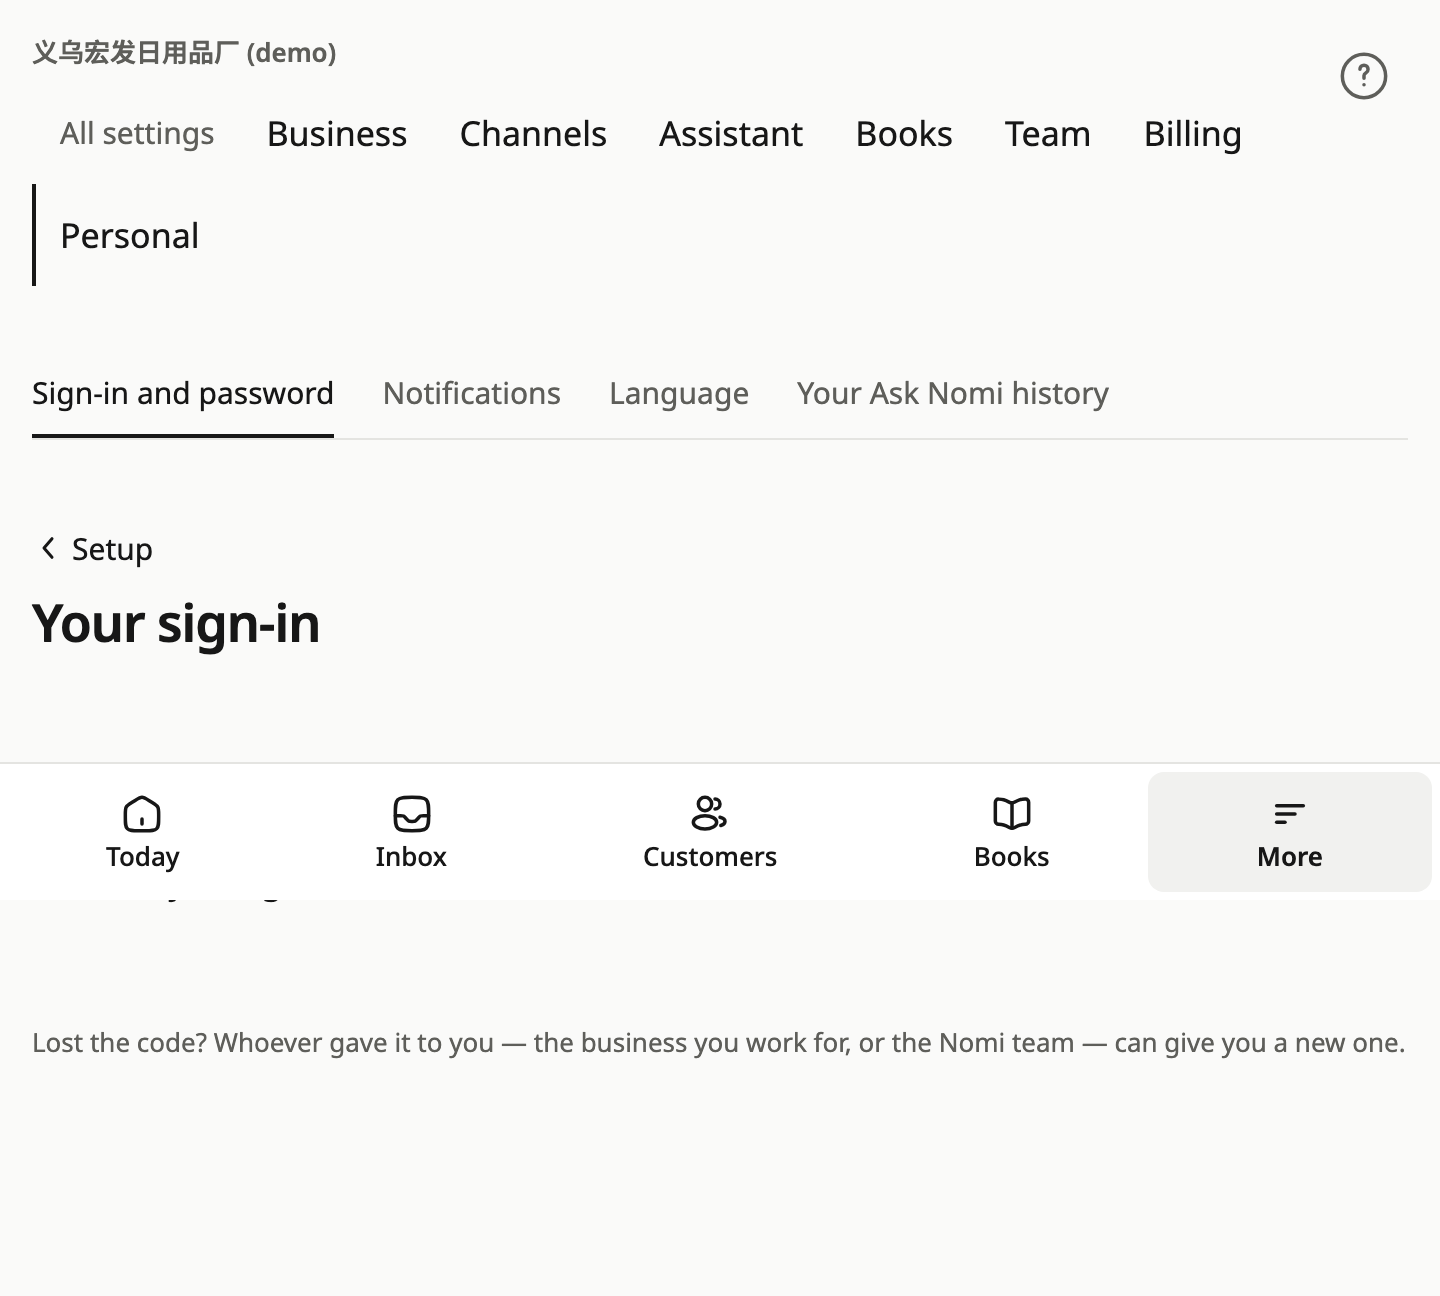 义乌宏发日用品厂 (demo)
All settings Business Channels Assistant Books Team Billing
Personal
Sign-in and password Notifications Language Your Ask Nomi history
Setup
Your sign-in
Today Inbox Customers Books More
Lost the code? Whoever gave it to you — the business you work for, or the Nomi team — can give you a new one.